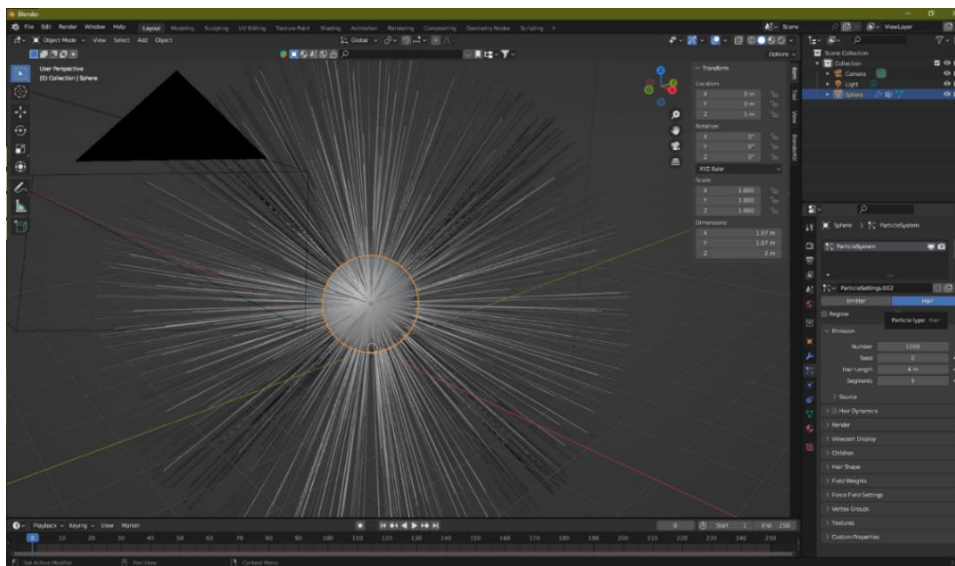 Blender
File Edit Render Window Help Layout Modeling Sculpting UV Editing Texture Paint Shading Animation Rendering Compositing Geometry Nodes Scripting +
Scene ViewLayer
Object Mode View Select Add Object Global
User Perspective
(0) Collection | Sphere
Transform
Location:
X 0 m
Y 0 m
Z 1 m
Rotation:
X 0°
Y 0°
Z 0°
XYZ Euler
Scale:
X 1.000
Y 1.000
Z 1.000
Dimensions:
X 1.97 m
Y 1.97 m
Z 2 m
Item
Tool
View
Scene Collection
Collection
Camera
Light
Sphere
Sphere > ParticleSystem
ParticleSystem
ParticleSettings.002
Emitter Hair
Regrow
Particle type: Hair
Emission
Number 1000
Seed 0
Hair Length 4 m
Segments 5
Source
Hair Dynamics
Render
Viewport Display
Children
Hair Shape
Field Weights
Force Field Settings
Vertex Groups
Textures
Custom Properties
Playback Keying View Marker 0 Start 1 End 250
0 10 20 30 40 50 60 70 80 90 100 110 120 130 140 150 160 170 180 190 200 210 220 230 240 250
Set Active Modifier Pan View Context Menu